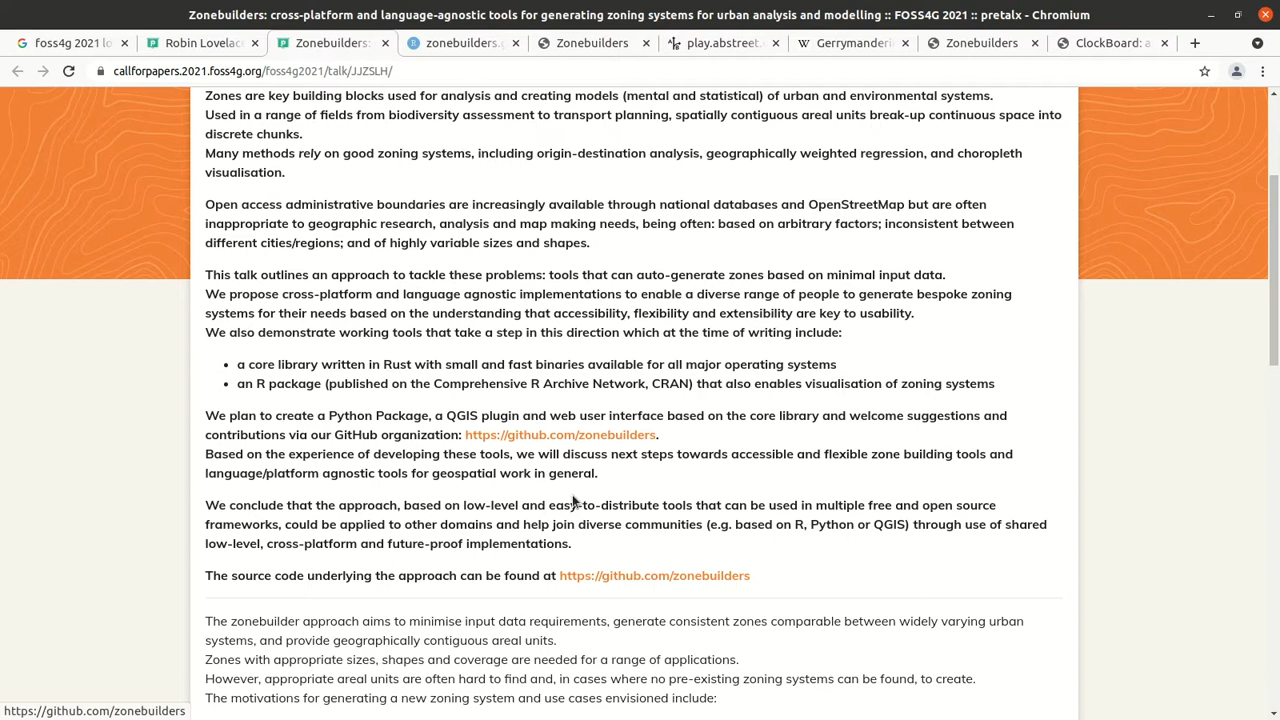 Zonebuilders: cross-platform and language-agnostic tools for generating zoning systems for urban analysis and modelling :: FOSS4G 2021 :: pretalx - Chromium
foss4g 2021 lo
Robin Lovelace
Zonebuilders:
zonebuilders.g
Zonebuilders
play.abstreet.
Gerrymanderi
Zonebuilders
ClockBoard: a
callforpapers.2021.foss4g.org/foss4g2021/talk/JJZSLH/
Zones are key building blocks used for analysis and creating models (mental and statistical) of urban and environmental systems.
Used in a range of fields from biodiversity assessment to transport planning, spatially contiguous areal units break-up continuous space into
discrete chunks.
Many methods rely on good zoning systems, including origin-destination analysis, geographically weighted regression, and choropleth
visualisation.
Open access administrative boundaries are increasingly available through national databases and OpenStreetMap but are often
inappropriate to geographic research, analysis and map making needs, being often: based on arbitrary factors; inconsistent between
different cities/regions; and of highly variable sizes and shapes.
This talk outlines an approach to tackle these problems: tools that can auto-generate zones based on minimal input data.
We propose cross-platform and language agnostic implementations to enable a diverse range of people to generate bespoke zoning
systems for their needs based on the understanding that accessibility, flexibility and extensibility are key to usability.
We also demonstrate working tools that take a step in this direction which at the time of writing include:
• a core library written in Rust with small and fast binaries available for all major operating systems
• an R package (published on the Comprehensive R Archive Network, CRAN) that also enables visualisation of zoning systems
We plan to create a Python Package, a QGIS plugin and web user interface based on the core library and welcome suggestions and
contributions via our GitHub organization: https://github.com/zonebuilders.
Based on the experience of developing these tools, we will discuss next steps towards accessible and flexible zone building tools and
language/platform agnostic tools for geospatial work in general.
We conclude that the approach, based on low-level and easy-to-distribute tools that can be used in multiple free and open source
frameworks, could be applied to other domains and help join diverse communities (e.g. based on R, Python or QGIS) through use of shared
low-level, cross-platform and future-proof implementations.
The source code underlying the approach can be found at https://github.com/zonebuilders
The zonebuilder approach aims to minimise input data requirements, generate consistent zones comparable between widely varying urban
systems, and provide geographically contiguous areal units.
Zones with appropriate sizes, shapes and coverage are needed for a range of applications.
However, appropriate areal units are often hard to find and, in cases where no pre-existing zoning systems can be found, to create.
The motivations for generating a new zoning system and use cases envisioned include:
https://github.com/zonebuilders